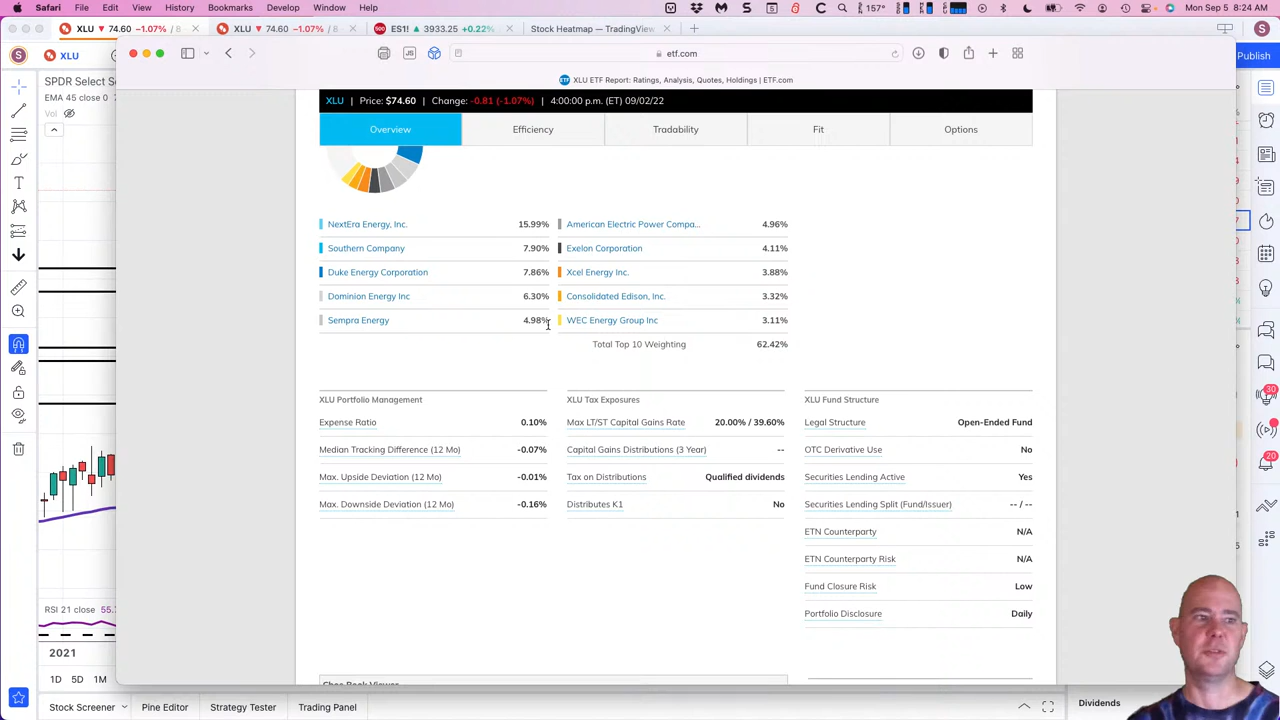 Safari File Edit View History Bookmarks Develop Window Help
157° Mon Sep 5 8:24 AM
XLU ▼ 74.60 −1.07% / 8
XLU ▼ 74.60 −1.07% / 8
500 ES1! ▲ 3933.25 +0.22%
Stock Heatmap — TradingView
S XLU
etf.com
Publish
XLU ETF Report: Ratings, Analysis, Quotes, Holdings | ETF.com
SPDR Select Se
EMA 45 close 0
Vol
XLU | Price: $74.60 | Change: -0.81 (-1.07%) | 4:00:00 p.m. (ET) 09/02/22
Overview Efficiency Tradability Fit Options
NextEra Energy, Inc. 15.99% American Electric Power Compa... 4.96%
Southern Company 7.90% Exelon Corporation 4.11%
Duke Energy Corporation 7.86% Xcel Energy Inc. 3.88%
Dominion Energy Inc 6.30% Consolidated Edison, Inc. 3.32%
Sempra Energy 4.98% WEC Energy Group Inc 3.11%
Total Top 10 Weighting 62.42%
XLU Portfolio Management XLU Tax Exposures XLU Fund Structure
Expense Ratio 0.10% Max LT/ST Capital Gains Rate 20.00% / 39.60% Legal Structure Open-Ended Fund
Median Tracking Difference (12 Mo) -0.07% Capital Gains Distributions (3 Year) -- OTC Derivative Use No
Max. Upside Deviation (12 Mo) -0.01% Tax on Distributions Qualified dividends Securities Lending Active Yes
Max. Downside Deviation (12 Mo) -0.16% Distributes K1 No Securities Lending Split (Fund/Issuer) -- / --
ETN Counterparty N/A
ETN Counterparty Risk N/A
Fund Closure Risk Low
Portfolio Disclosure Daily
30
20
RSI 21 close 55.
2021
1D 5D 1M
Stock Screener Pine Editor Strategy Tester Trading Panel
Dividends